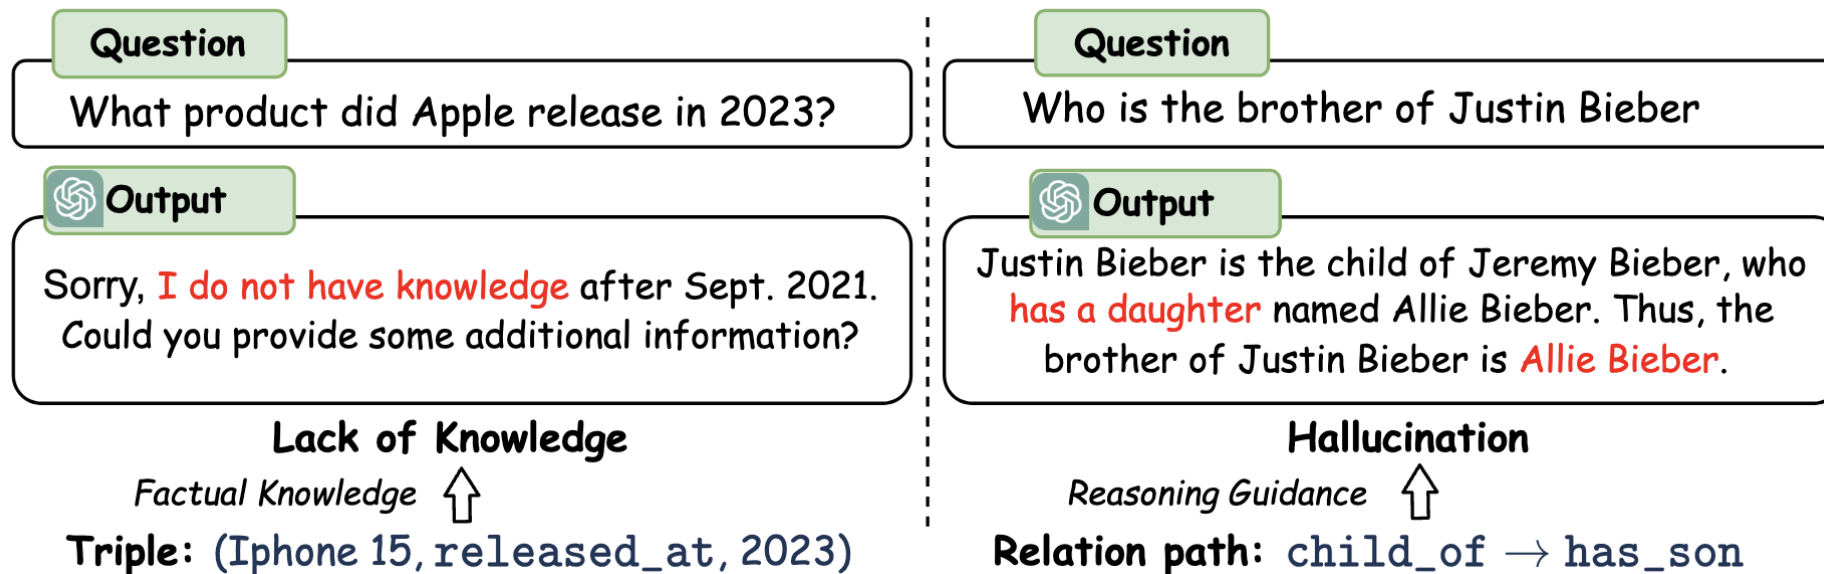 Question
What product did Apple release in 2023?
Output
Sorry, I do not have knowledge after Sept. 2021.
Could you provide some additional information?
Lack of Knowledge
Factual Knowledge
Triple: (Iphone 15, released_at, 2023)
Question
Who is the brother of Justin Bieber
Output
Justin Bieber is the child of Jeremy Bieber, who
has a daughter named Allie Bieber. Thus, the
brother of Justin Bieber is Allie Bieber.
Hallucination
Reasoning Guidance
Relation path: child_of → has_son